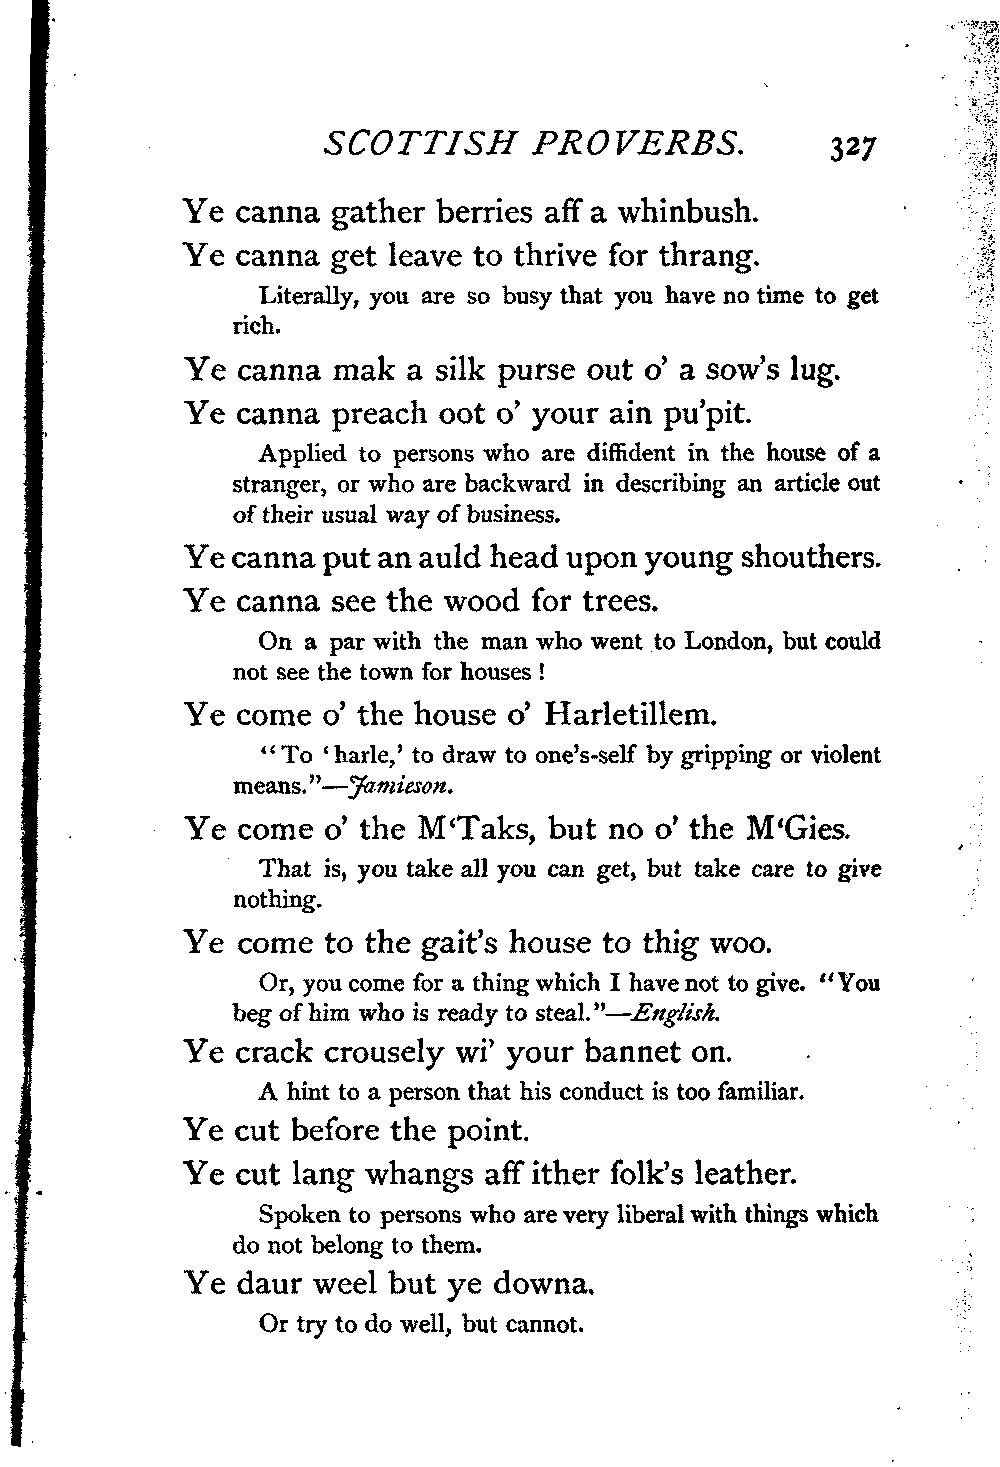 SCOTTISH PROVERBS. 327
Ye canna gather berries aff a whinbush.
Ye canna get leave to thrive for thrang.
Literally, you are so busy that you have no time to get
rich.
Ye canna mak a silk purse out o' a sow's lug.
Ye canna preach oot o' your ain pu'pit.
Applied to persons who are diffident in the house of a
stranger, or who are backward in describing an article out
of their usual way of business.
Ye canna put an auld head upon young shouthers.
Ye canna see the wood for trees.
On a par with the man who went to London, but could
not see the town for houses !
Ye come o' the house o' Harletillem.
"To 'harle,' to draw to one's-self by gripping or violent
means."—Jamieson.
Ye come o' the M'Taks, but no o' the M'Gies.
That is, you take all you can get, but take care to give
nothing.
Ye come to the gait's house to thig woo.
Or, you come for a thing which I have not to give. "You
beg of him who is ready to steal."—English.
Ye crack crousely wi' your bannet on.
A hint to a person that his conduct is too familiar.
Ye cut before the point.
Ye cut lang whangs aff ither folk's leather.
Spoken to persons who are very liberal with things which
do not belong to them.
Ye daur weel but ye downa.
Or try to do well, but cannot.